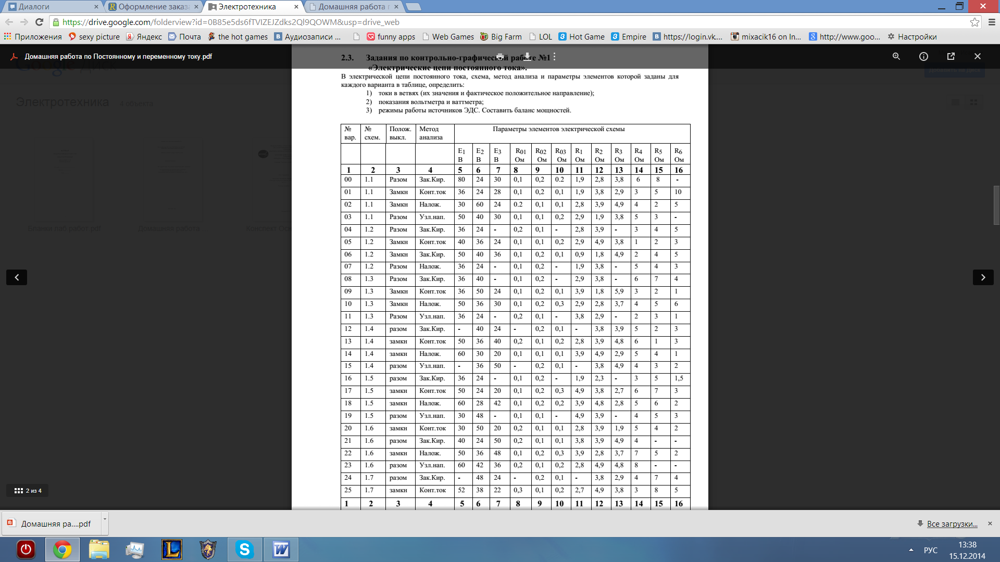 Диалоги
Оформление заказа
Электротехника
Домашняя работа п
https://drive.google.com/folderview?id=0B85e5ds6fTVIZEJZdks2Ql9QOWM&usp=drive_web
Приложения sexy picture Яндекс Почта the hot games Аудиозаписи ... funny apps Web Games Big Farm LOL Hot Game Empire https://login.vk.... mixacik16 on In... http://www.goo... Настройки
Домашняя работа по Постоянному и переменному току.pdf
Электротехника 4 объекта
Бланки лаб.работ.pdf Домашняя работа Конспект Осн
2.3. Задания по контрольно-графической работе №1
«Электрические цепи постоянного тока».
В электрической цепи постоянного тока, схема, метод анализа и параметры элементов которой заданы для
каждого варианта в таблице, определить:
1) токи в ветвях (их значения и фактическое положительное направление);
2) показания вольтметра и ваттметра;
3) режимы работы источников ЭДС. Составить баланс мощностей.
№ вар. № схем. Полож. выкл. Метод анализа Параметры элементов электрической схемы
E1 В E2 В E3 В R01 Ом R02 Ом R03 Ом R1 Ом R2 Ом R3 Ом R4 Ом R5 Ом R6 Ом
1 2 3 4 5 6 7 8 9 10 11 12 13 14 15 16
00 1.1 Разом Зак.Кир. 80 24 30 0,1 0,2 0.2 1,9 2,8 3,8 6 8 -
01 1.1 Замкн Конт.ток 36 24 28 0,1 0,2 0,1 1,9 3,8 2,9 3 5 10
02 1.1 Замкн Налож. 30 60 24 0.2 0,1 0,1 2,8 3,9 4,9 4 2 5
03 1.1 Разом Узл.нап. 50 40 30 0,1 0,1 0,2 2,9 1,9 3,8 5 3 -
04 1.2 Разом Зак.Кир. 36 24 - 0,2 0,1 - 2,8 3,9 - 3 4 5
05 1.2 Замкн Конт.ток 40 36 24 0,1 0,1 0,2 2,9 4,9 3,8 1 2 3
06 1.2 Замкн Зак.Кир. 50 40 36 0,1 0,2 0,1 0,9 1,8 4,9 2 4 5
07 1.2 Разом Налож. 36 24 - 0,1 0,2 - 1,9 3,8 - 5 4 3
08 1.3 Разом Зак.Кир. 36 40 - 0,1 0,2 - 2,9 3,8 - 6 7 4
09 1.3 Замкн Конт.ток 36 50 24 0,1 0,2 0,1 3,9 1,8 5,9 3 2 1
10 1.3 Замкн Налож. 50 36 30 0,1 0,2 0,3 2,9 2,8 3,7 4 5 6
11 1.3 Разом Узл.нап. 36 24 - 0,2 0,1 - 3,8 2,9 - 2 3 1
12 1.4 разом Зак.Кир. - 40 24 - 0,2 0,1 - 3,8 3,9 5 2 3
13 1.4 замкн Конт.ток 50 36 40 0,2 0,1 0,2 2,8 3,9 4,8 6 1 3
14 1.4 замкн Налож. 60 30 20 0,1 0,1 0,1 3,9 4,9 2,9 5 4 1
15 1.4 разом Узл.нап. - 36 50 - 0,2 0,1 - 3,8 4,9 4 3 2
16 1.5 разом Зак.Кир. 36 24 - 0,1 0,2 - 1,9 2,3 - 3 5 1,5
17 1.5 замкн Конт.ток 50 24 20 0,1 0,2 0,3 4,9 3,8 2,7 6 7 3
18 1.5 замкн Налож. 60 28 42 0,1 0,2 0,2 3,9 4,8 2,8 5 6 2
19 1.5 разом Узл.нап. 30 48 - 0,1 0,1 - 4,9 3,9 - 4 5 3
20 1.6 замкн Конт.ток 30 50 20 0,2 0,1 0,1 2,8 3,9 1,9 5 4 2
21 1.6 разом Зак.Кир. 40 24 50 0,2 0,1 0,1 3,8 3,9 4,9 4 - -
22 1.6 замкн Налож. 50 36 48 0,1 0,2 0,3 3,9 2,8 3,7 7 5 2
23 1.6 разом Узл.нап. 60 42 36 0,2 0,1 0,2 2,8 4,9 4,8 8 - -
24 1.7 разом Зак.Кир. - 48 24 - 0,2 0,1 - 3,8 2,9 4 7 4
25 1.7 замкн Конт.ток 52 38 22 0,3 0,1 0,2 2,7 4,9 3,8 3 8 5
1 2 3 4 5 6 7 8 9 10 11 12 13 14 15 16
2 из 4
Домашняя ра....pdf
Все загрузки...
РУС
13:38
15.12.2014